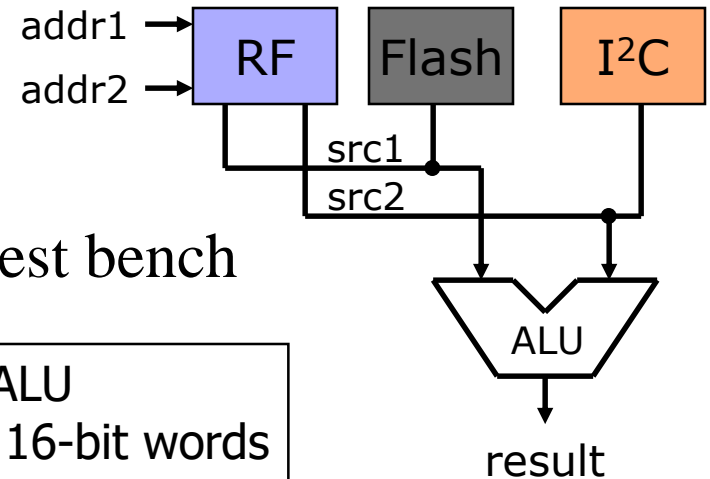 addr1
addr2
RF
Flash
I²C
src1
src2
est bench
ALU
ALU
16-bit words
result